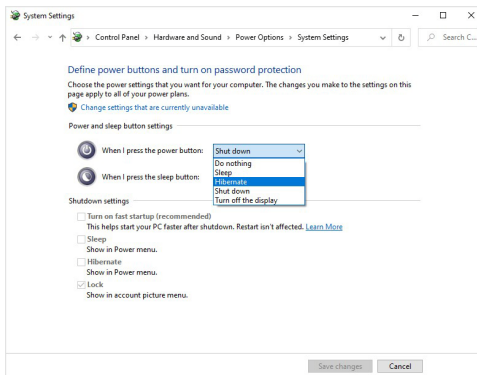 System Settings
Control Panel > Hardware and Sound > Power Options > System Settings
Search C...
Define power buttons and turn on password protection
Choose the power settings that you want for your computer. The changes you make to the settings on this
page apply to all of your power plans.
Change settings that are currently unavailable
Power and sleep button settings
When I press the power button: Shut down
Do nothing
Sleep
When I press the sleep button: Hibernate
Shut down
Turn off the display
Shutdown settings
Turn on fast startup (recommended)
This helps start your PC faster after shutdown. Restart isn't affected. Learn More
Sleep
Show in Power menu.
Hibernate
Show in Power menu.
Lock
Show in account picture menu.
Save changes Cancel